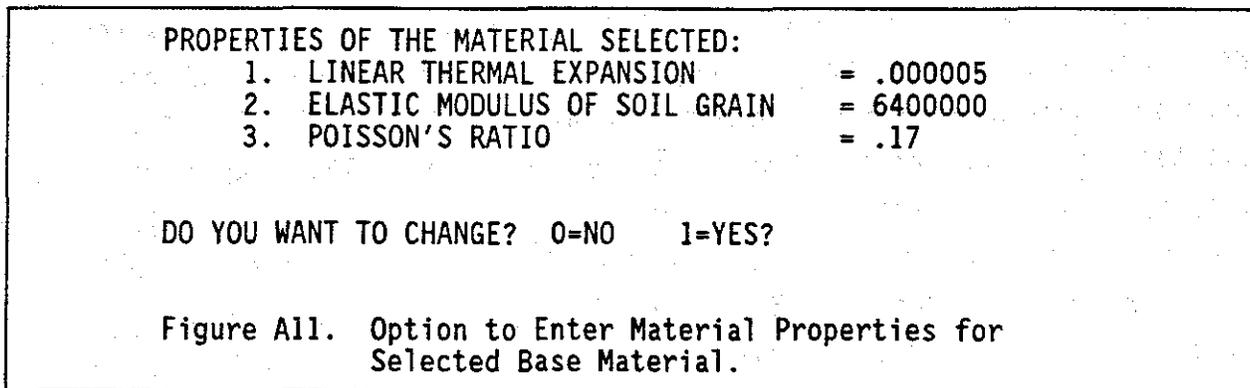 PROPERTIES OF THE MATERIAL SELECTED:
1. LINEAR THERMAL EXPANSION = .000005
2. ELASTIC MODULUS OF SOIL GRAIN = 6400000
3. POISSON'S RATIO = .17
DO YOU WANT TO CHANGE? 0=NO 1=YES?
Figure A11. Option to Enter Material Properties for
Selected Base Material.